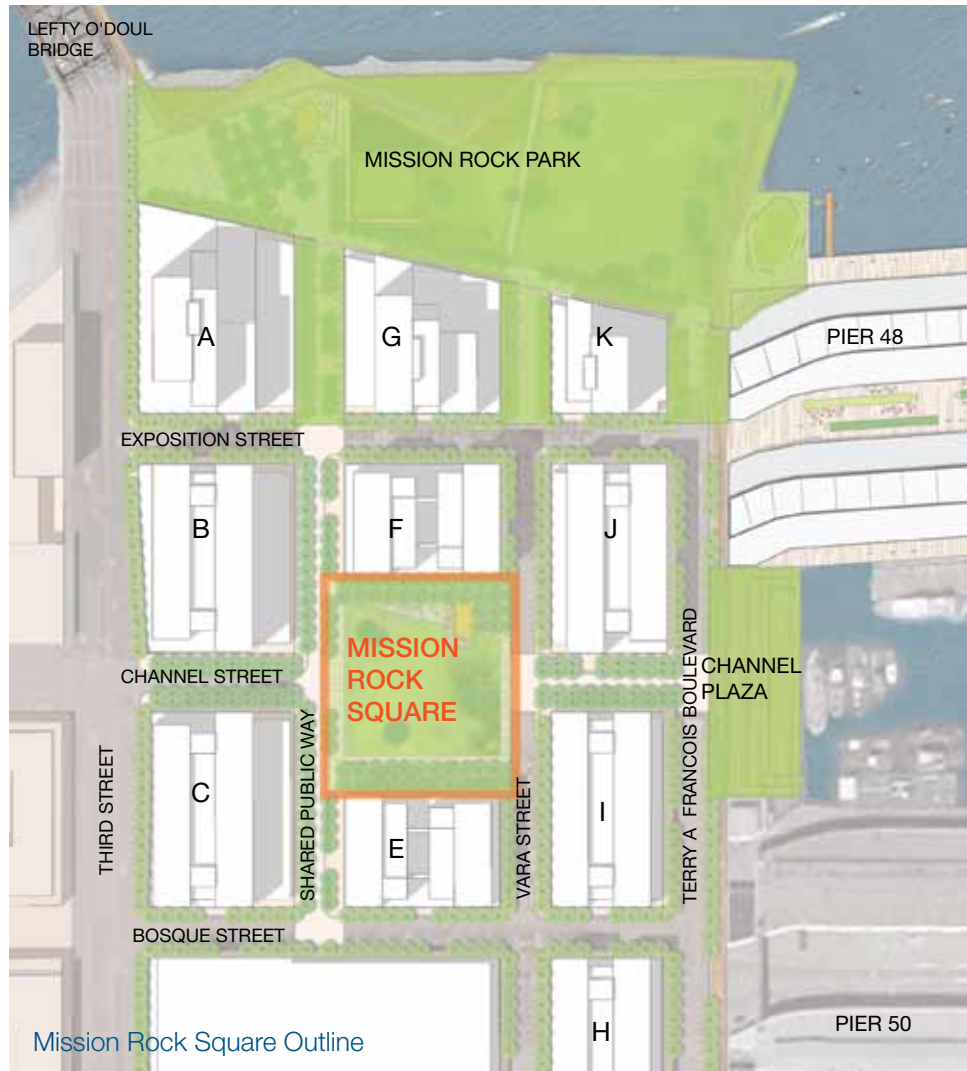 LEFTY O'DOUL
BRIDGE
MISSION ROCK PARK
A
G
K
PIER 48
EXPOSITION STREET
B
F
J
MISSION
ROCK
SQUARE
CHANNEL STREET
CHANNEL
PLAZA
THIRD STREET
SHARED PUBLIC WAY
VARA STREET
TERRY A FRANCOIS BOULEVARD
C
E
I
BOSQUE STREET
H
PIER 50
Mission Rock Square Outline